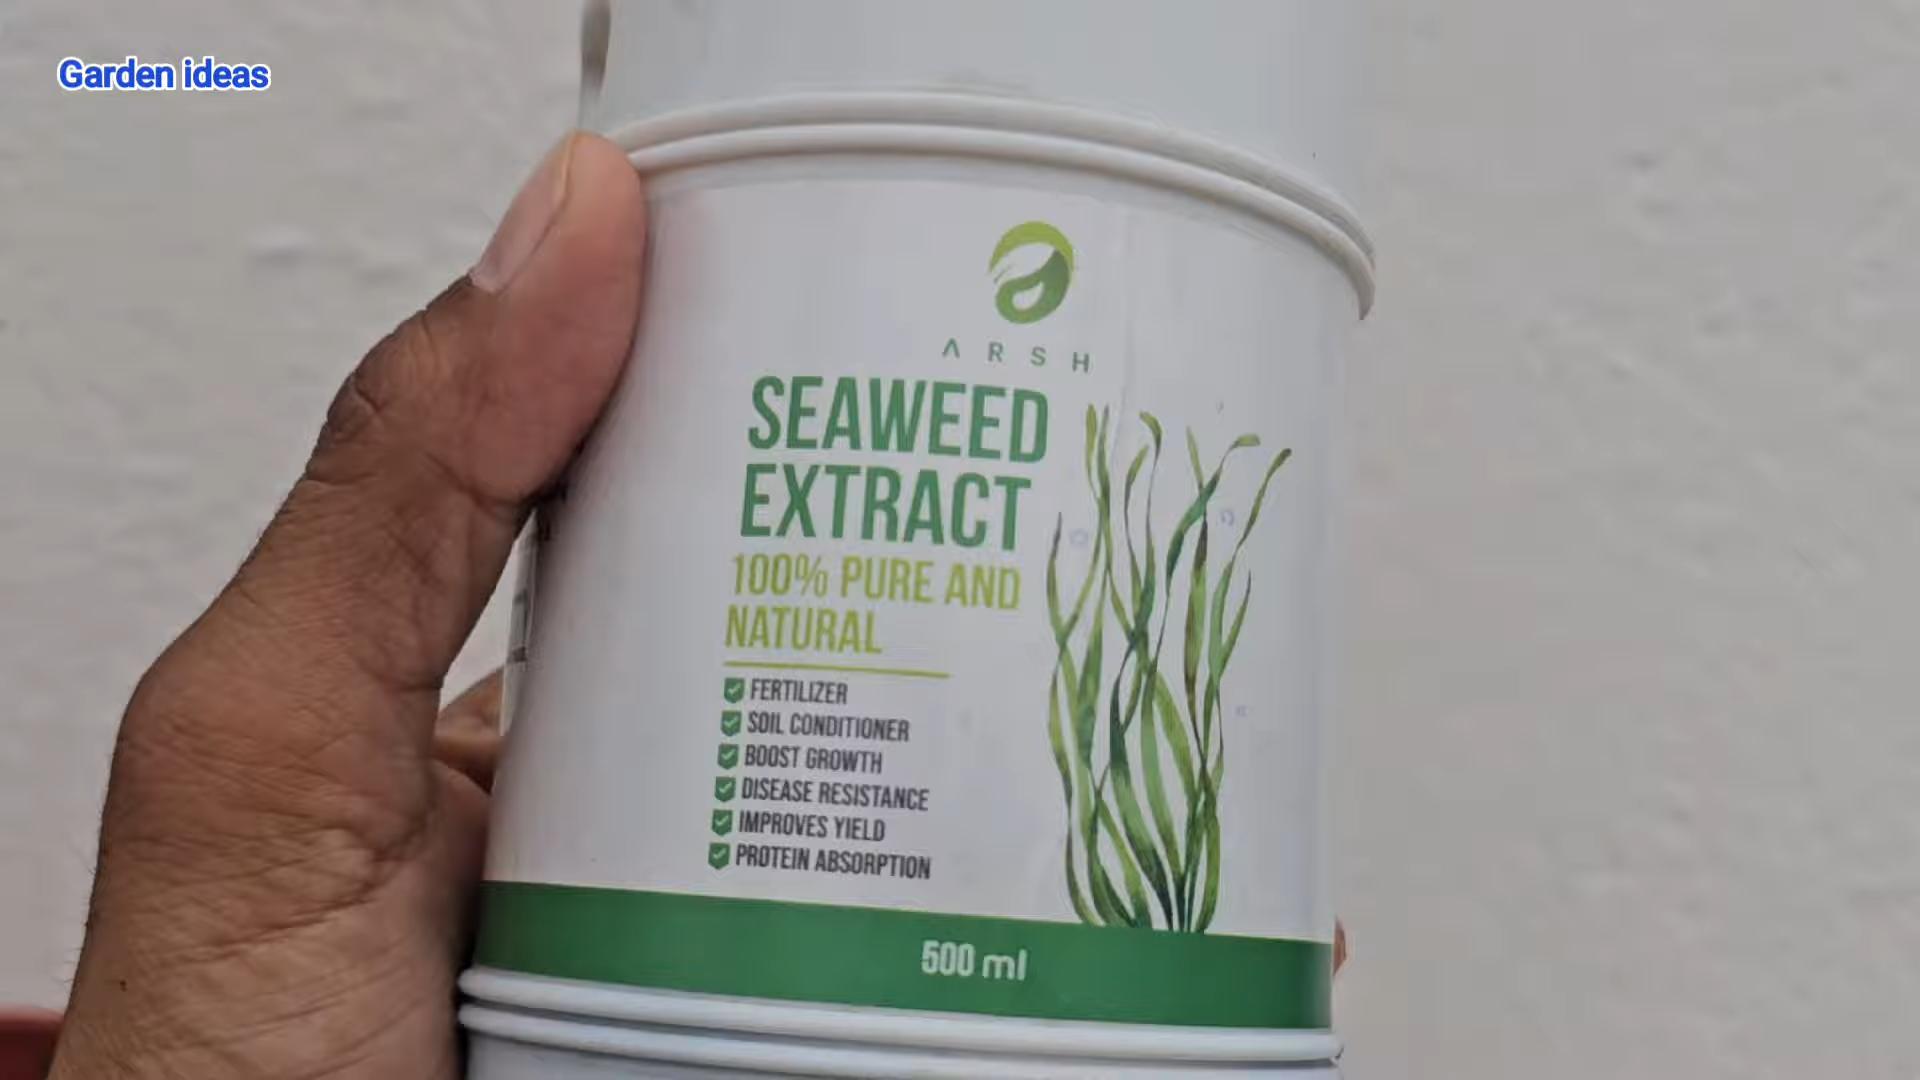 Garden ideas
ARSH
SEAWEED
EXTRACT
100% PURE AND
NATURAL
FERTILIZER
SOIL CONDITIONER
BOOST GROWTH
DISEASE RESISTANCE
IMPROVES YIELD
PROTEIN ABSORPTION
500 ml